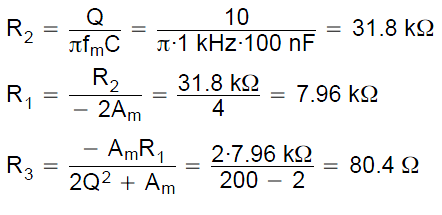 R₂ = Q / πfₘC = 10 / π·1 kHz·100 nF = 31.8 kΩ
R₁ = R₂ / − 2Aₘ = 31.8 kΩ / 4 = 7.96 kΩ
R₃ = − AₘR₁ / 2Q² + Aₘ = 2·7.96 kΩ / 200 − 2 = 80.4 Ω